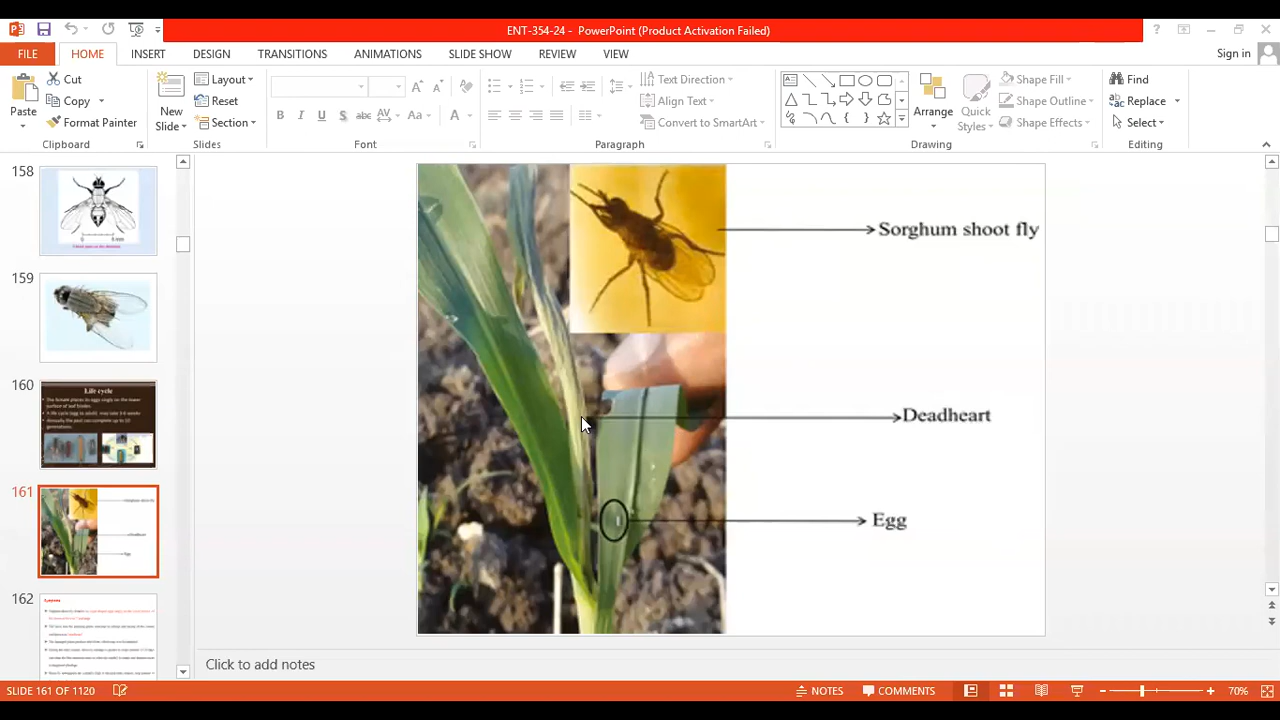 ENT-354-24 - PowerPoint (Product Activation Failed)
FILE HOME INSERT DESIGN TRANSITIONS ANIMATIONS SLIDE SHOW REVIEW VIEW Sign in
Paste
Cut
Copy
Format Painter
Clipboard
New Slide
Layout
Reset
Section
Slides
Font
Paragraph
Text Direction
Align Text
Convert to SmartArt
Arrange
Quick Styles
Shape Fill
Shape Outline
Shape Effects
Drawing
Find
Replace
Select
Editing
158
159
160
Life cycle
161
162
Sorghum shoot fly
Deadheart
Egg
Click to add notes
SLIDE 161 OF 1120 NOTES COMMENTS 70%